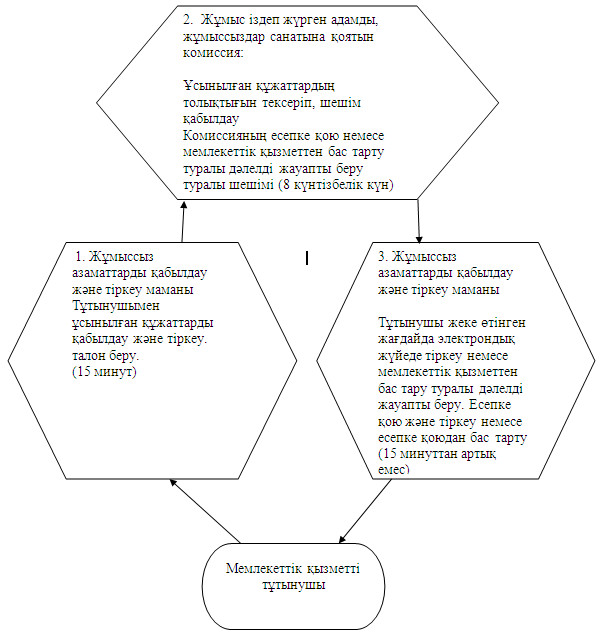 2.  Жұмыс іздеп жүрген адамды,
жұмыссыздар санатына қоятын
комиссия:
Ұсынылған құжаттардың
толықтығын тексеріп, шешім
қабылдау
Комиссияның есепке қою немесе
мемлекеттік қызметтен бас тарту
туралы дәлелді жауапты беру
туралы шешімі (8 күнтізбелік күн)
1. Жұмыссыз
азаматтарды қабылдау
және тіркеу маманы
Тұтынушымен
ұсынылған құжаттарды
қабылдау және тіркеу.
талон беру.
(15 минут)
3. Жұмыссыз
азаматтарды қабылдау
және тіркеу маманы
Тұтынушы жеке өтінген
жағдайда электрондық
жүйеде тіркеу немесе
мемлекеттік қызметтен
бас тару туралы дәлелді
жауапты беру. Есепке
қою және тіркеу немесе
есепке қоюдан бас тарту
(15 минуттан артық
емес)
Мемлекеттік қызметті
тұтынушы